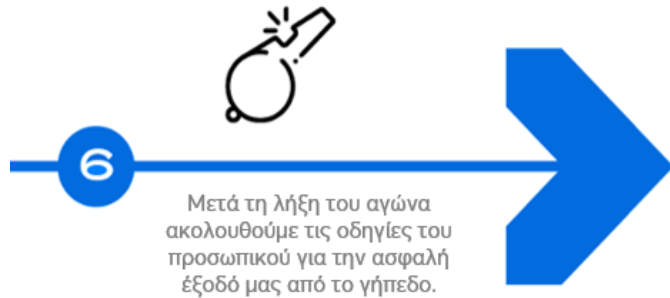 6
Μετά τη λήξη του αγώνα
ακολουθούμε τις οδηγίες του
προσωπικού για την ασφαλή
έξοδό μας από το γήπεδο.